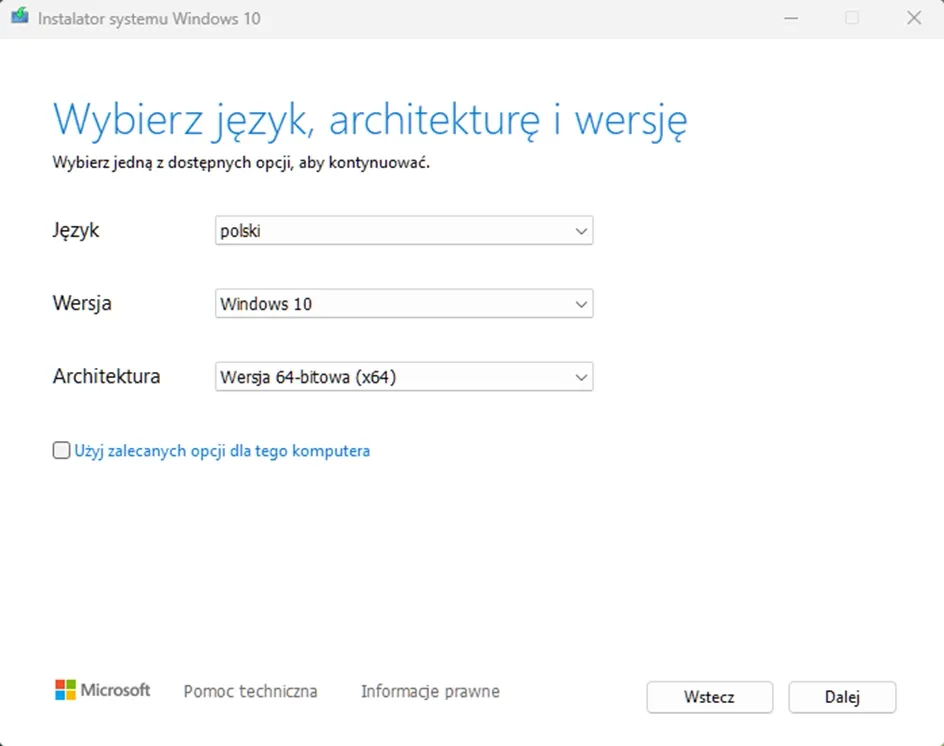 Instalator systemu Windows 10
Wybierz język, architekturę i wersję
Wybierz jedną z dostępnych opcji, aby kontynuować.
Język polski
Wersja Windows 10
Architektura Wersja 64-bitowa (x64)
Użyj zalecanych opcji dla tego komputera
Microsoft Pomoc techniczna Informacje prawne Wstecz Dalej